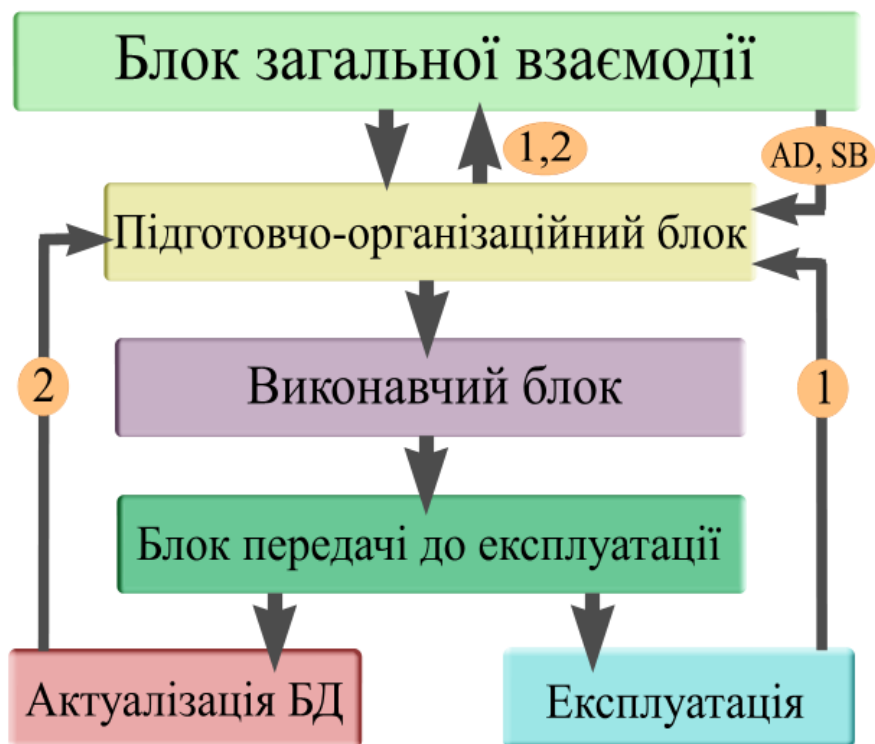 Блок загальної взаємодії
1,2
AD, SB
Підготовчо-організаційний блок
2
Виконавчий блок
1
Блок передачі до експлуатації
Актуалізація БД
Експлуатація